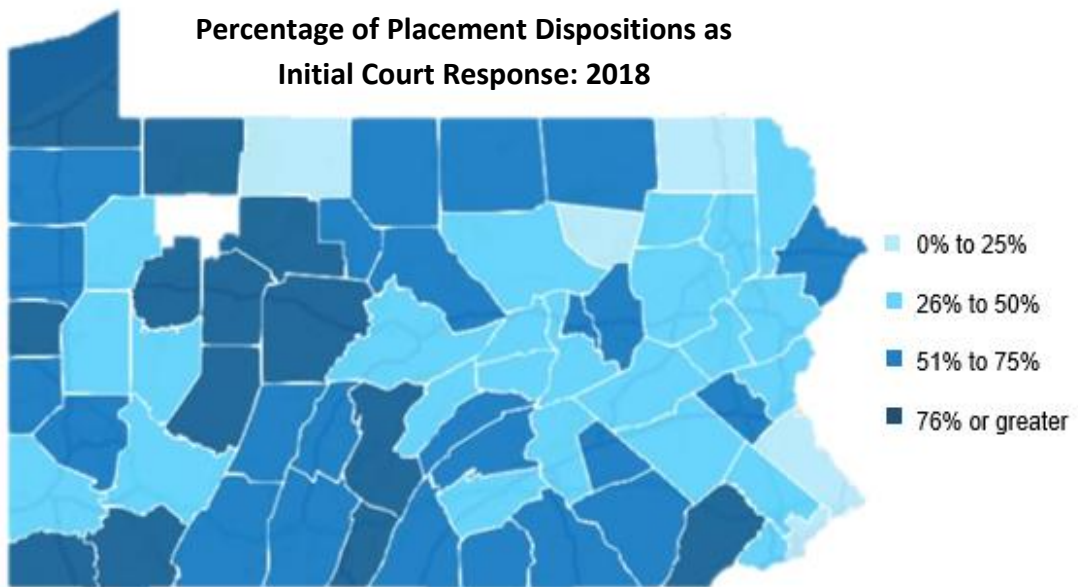 Percentage of Placement Dispositions as
Initial Court Response: 2018
0% to 25%
26% to 50%
51% to 75%
76% or greater